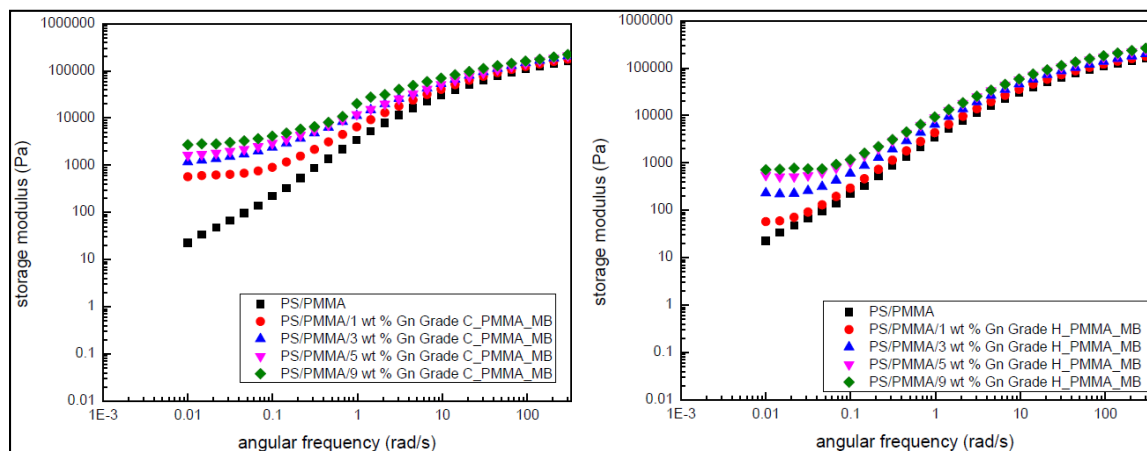 1000000
100000
10000
1000
100
10
1
0.1
0.01
storage modulus (Pa)
PS/PMMA
PS/PMMA/1 wt % Gn Grade C_PMMA_MB
PS/PMMA/3 wt % Gn Grade C_PMMA_MB
PS/PMMA/5 wt % Gn Grade C_PMMA_MB
PS/PMMA/9 wt % Gn Grade C_PMMA_MB
1E-3 0.01 0.1 1 10 100
angular frequency (rad/s)
1000000
100000
10000
1000
100
10
1
0.1
0.01
storage modulus (Pa)
PS/PMMA
PS/PMMA/1 wt % Gn Grade H_PMMA_MB
PS/PMMA/3 wt % Gn Grade H_PMMA_MB
PS/PMMA/5 wt % Gn Grade H_PMMA_MB
PS/PMMA/9 wt % Gn Grade H_PMMA_MB
1E-3 0.01 0.1 1 10 100
angular frequency (rad/s)